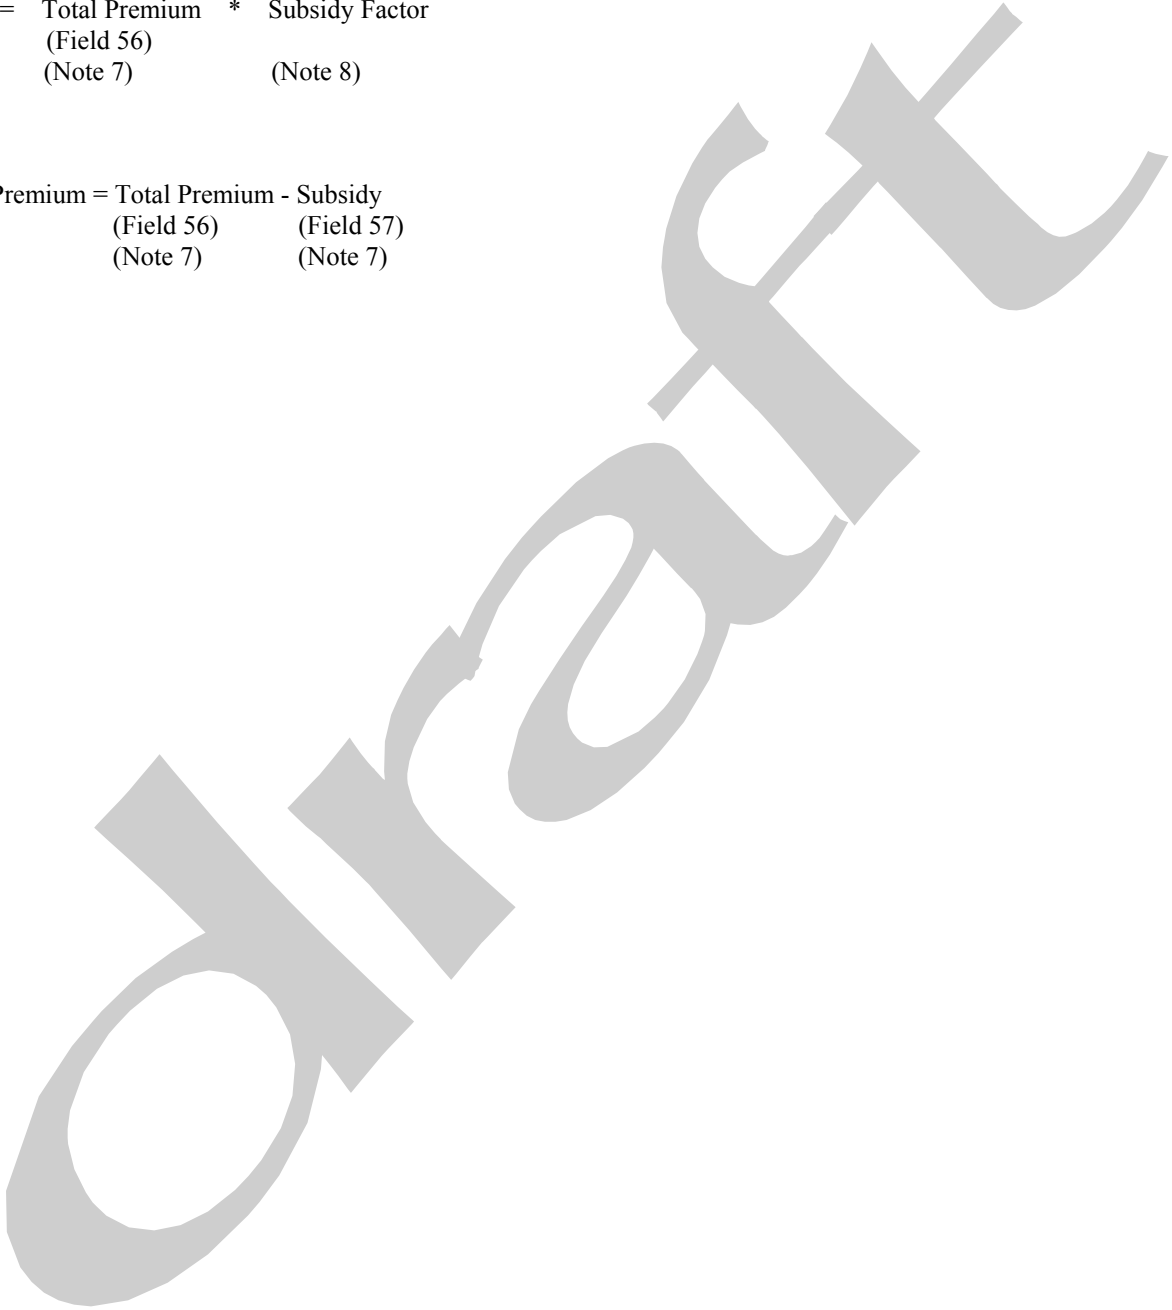 = Total Premium * Subsidy Factor
(Field 56)
(Note 7) (Note 8)
Premium = Total Premium - Subsidy
(Field 56) (Field 57)
(Note 7) (Note 7)
draft